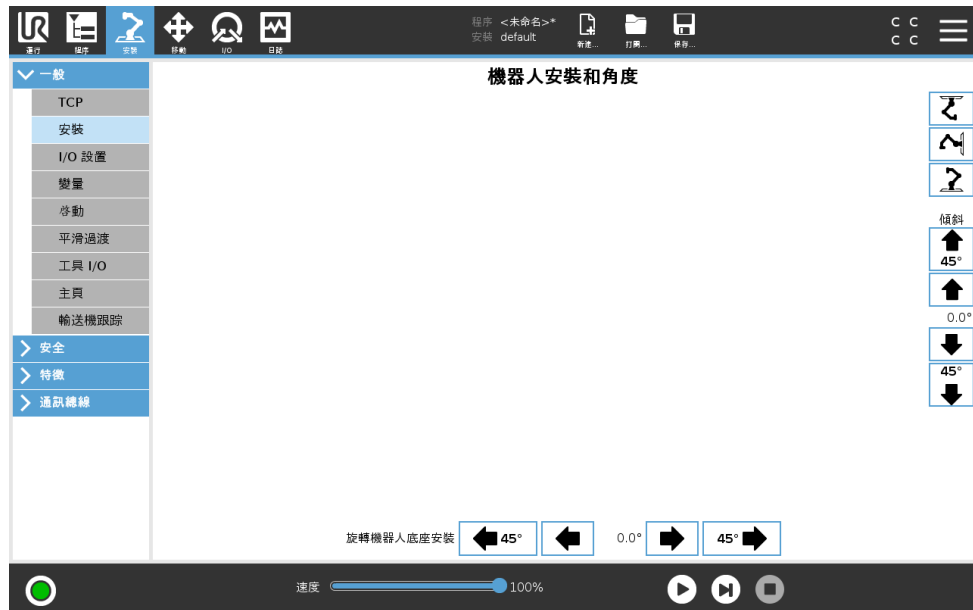 程序 <未命名>*
安裝 default
C C
C C
運行
程序
安裝
移動
I/O
日誌
新建...
打開...
保存...
一般
TCP
安裝
I/O 設置
變量
啓動
平滑過渡
工具 I/O
主頁
輸送機跟踪
安全
特徵
通訊總線
機器人安裝和角度
傾斜
45°
0.0°
45°
旋轉機器人底座安裝
45°
0.0°
45°
速度
100%